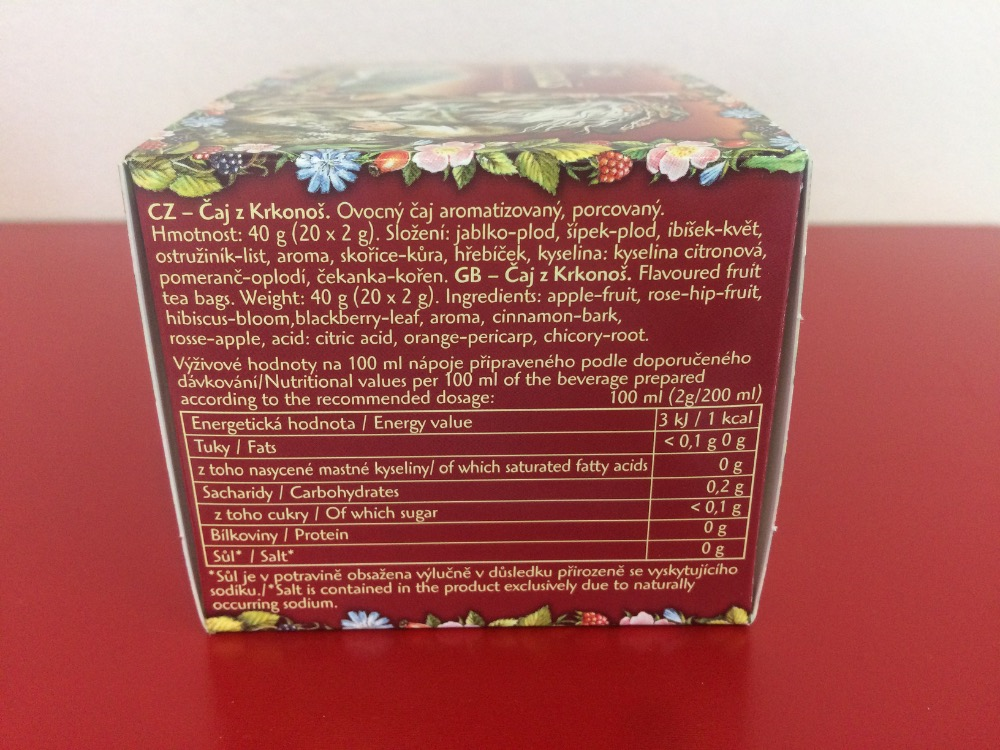 CZ – Čaj z Krkonoš. Ovocný čaj aromatizovaný, porcovaný.
Hmotnost: 40 g (20 x 2 g). Složení: jablko-plod, šípek-plod, ibišek-květ,
ostružiník-list, aroma, skořice-kůra, hřebíček, kyselina: kyselina citronová,
pomeranč-oplodí, čekanka-kořen. GB – Čaj z Krkonoš. Flavoured fruit
tea bags. Weight: 40 g (20 x 2 g). Ingredients: apple-fruit, rose-hip-fruit,
hibiscus-bloom,blackberry-leaf, aroma, cinnamon-bark,
rosse-apple, acid: citric acid, orange-pericarp, chicory-root.
Výživové hodnoty na 100 ml nápoje připraveného podle doporučeného
dávkování/Nutritional values per 100 ml of the beverage prepared
according to the recommended dosage: 100 ml (2g/200 ml)
Energetická hodnota / Energy value 3 kJ / 1 kcal
Tuky / Fats < 0,1 g 0 g
z toho nasycené mastné kyseliny/ of which saturated fatty acids 0 g
Sacharidy / Carbohydrates 0,2 g
z toho cukry / Of which sugar < 0,1 g
Bílkoviny / Protein 0 g
Sůl* / Salt* 0 g
*Sůl je v potravině obsažena výlučně v důsledku přirozeně se vyskytujícího
sodíku./*Salt is contained in the product exclusively due to naturally
occurring sodium.